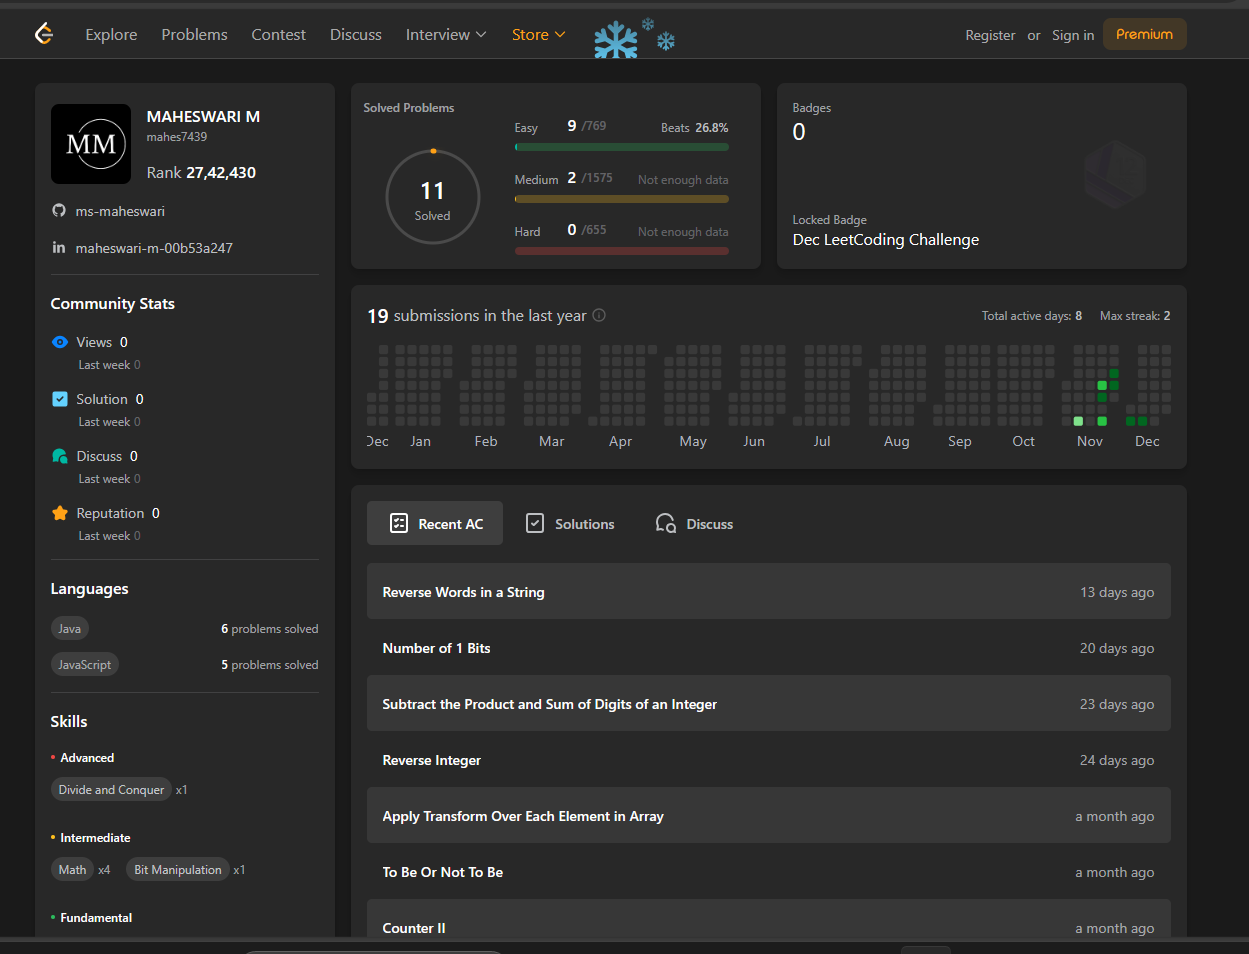 Explore Problems Contest Discuss Interview Store Register or Sign in Premium
MM
MAHESWARI M
mahes7439
Rank 27,42,430
ms-maheswari
maheswari-m-00b53a247
Community Stats
Views 0
Last week 0
Solution 0
Last week 0
Discuss 0
Last week 0
Reputation 0
Last week 0
Languages
Java 6 problems solved
JavaScript 5 problems solved
Skills
Advanced
Divide and Conquer x1
Intermediate
Math x4 Bit Manipulation x1
Fundamental
Solved Problems
11
Solved
Easy 9 /769 Beats 26.8%
Medium 2 /1575 Not enough data
Hard 0 /655 Not enough data
Badges
0
Locked Badge
Dec LeetCoding Challenge
19 submissions in the last year Total active days: 8 Max streak: 2
Dec Jan Feb Mar Apr May Jun Jul Aug Sep Oct Nov Dec
Recent AC Solutions Discuss
Reverse Words in a String 13 days ago
Number of 1 Bits 20 days ago
Subtract the Product and Sum of Digits of an Integer 23 days ago
Reverse Integer 24 days ago
Apply Transform Over Each Element in Array a month ago
To Be Or Not To Be a month ago
Counter II a month ago